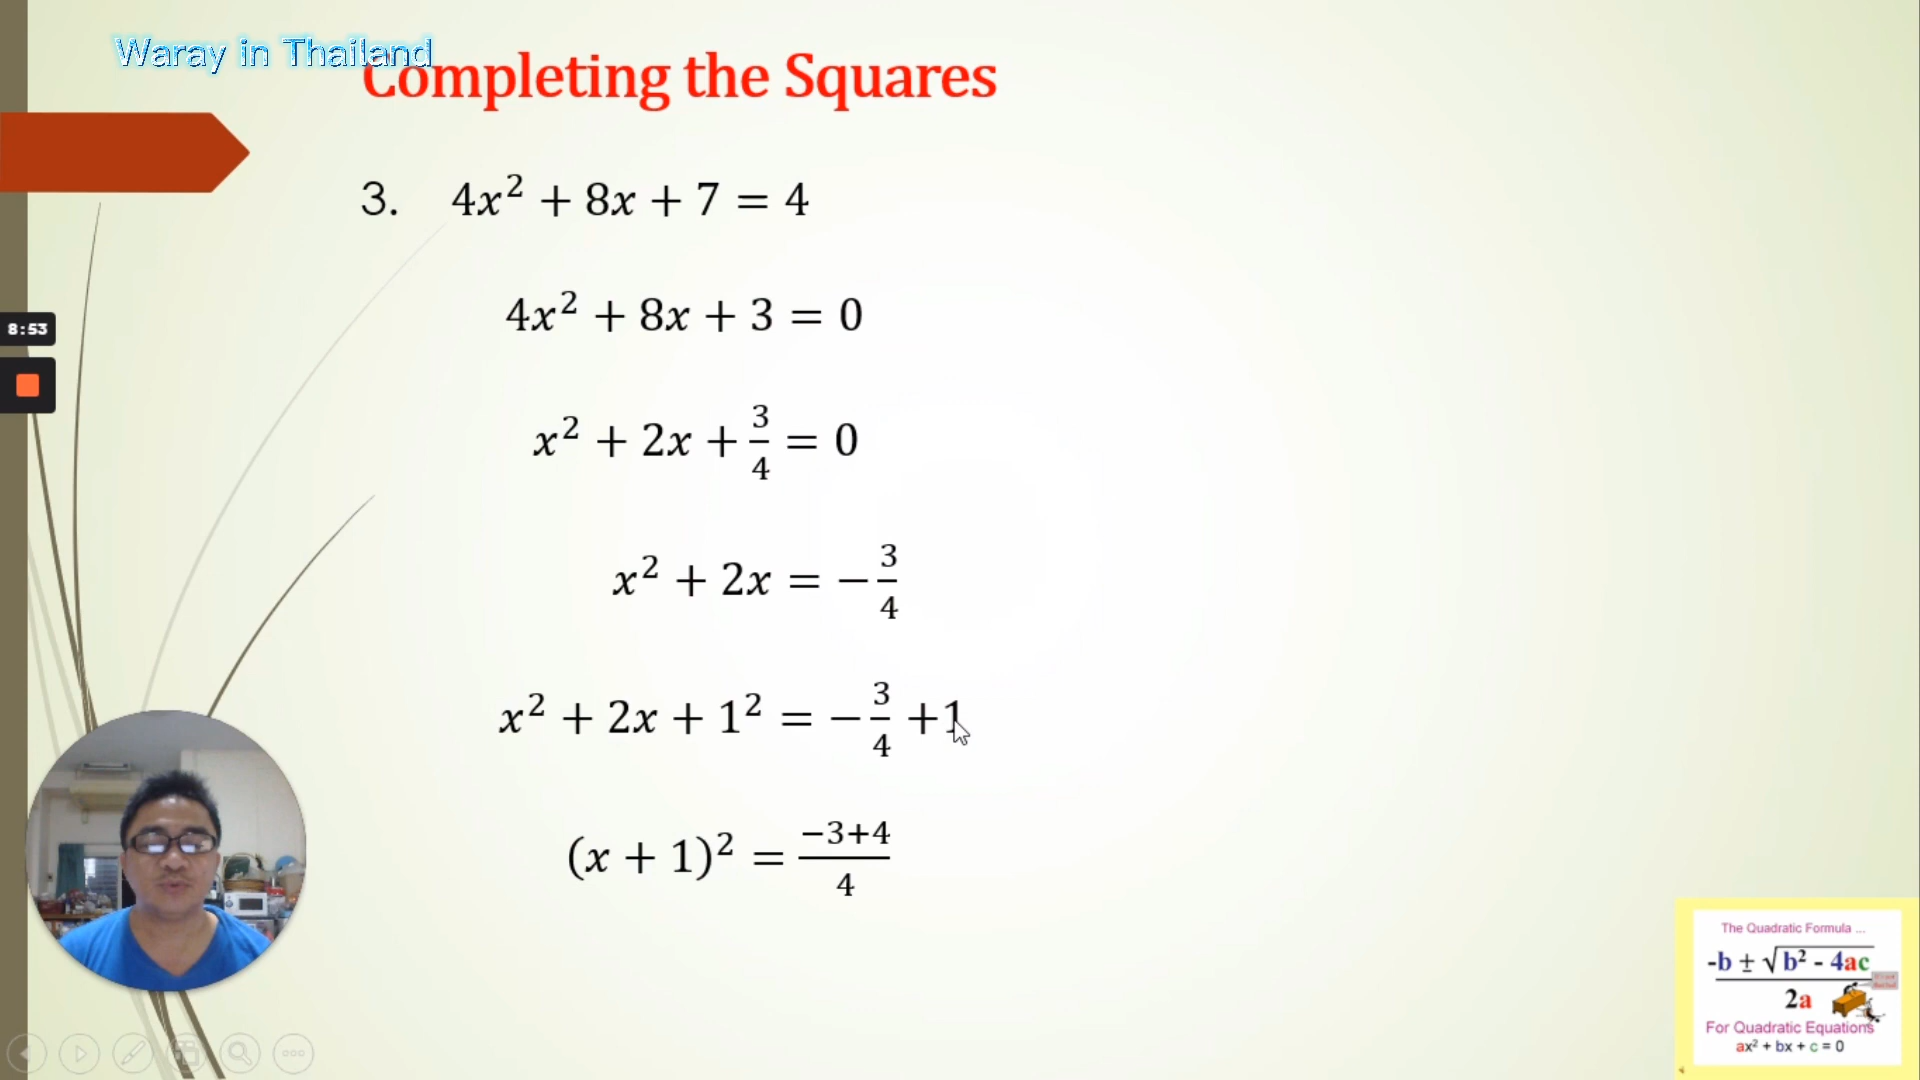 Waray in Thailand
Completing the Squares
3. 4x² + 8x + 7 = 4
4x² + 8x + 3 = 0
x² + 2x + 3/4 = 0
x² + 2x = −3/4
x² + 2x + 1² = −3/4 +1
(x + 1)² = −3+4/4
8:53
The Quadratic Formula ...
-b ± √b² - 4ac
2a
For Quadratic Equations
ax² + bx + c = 0